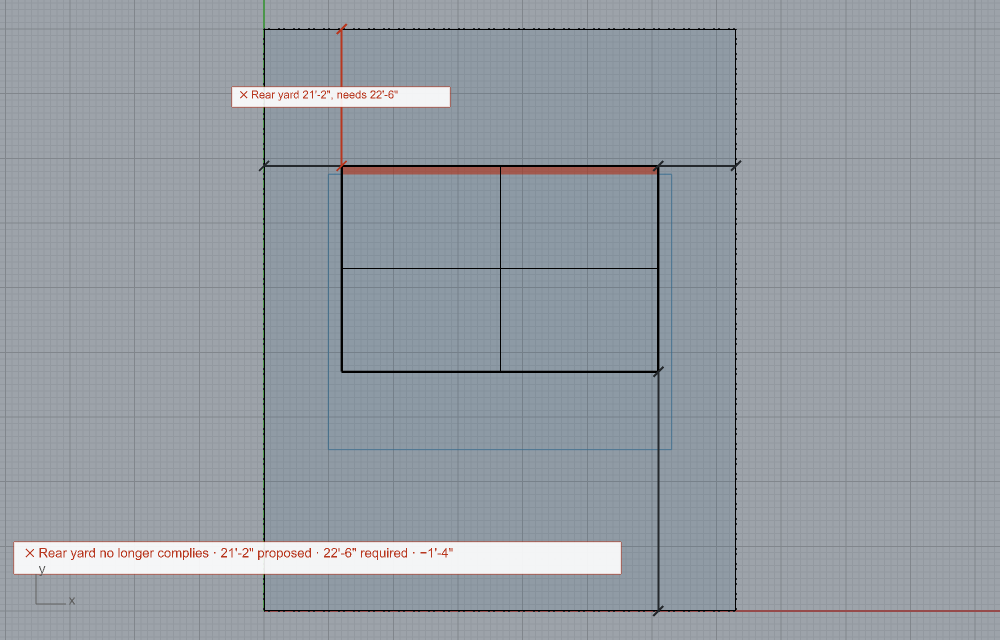 ✕ Rear yard 21'-2", needs 22'-6"
✕ Rear yard no longer complies · 21'-2" proposed · 22'-6" required · −1'-4"
y
x